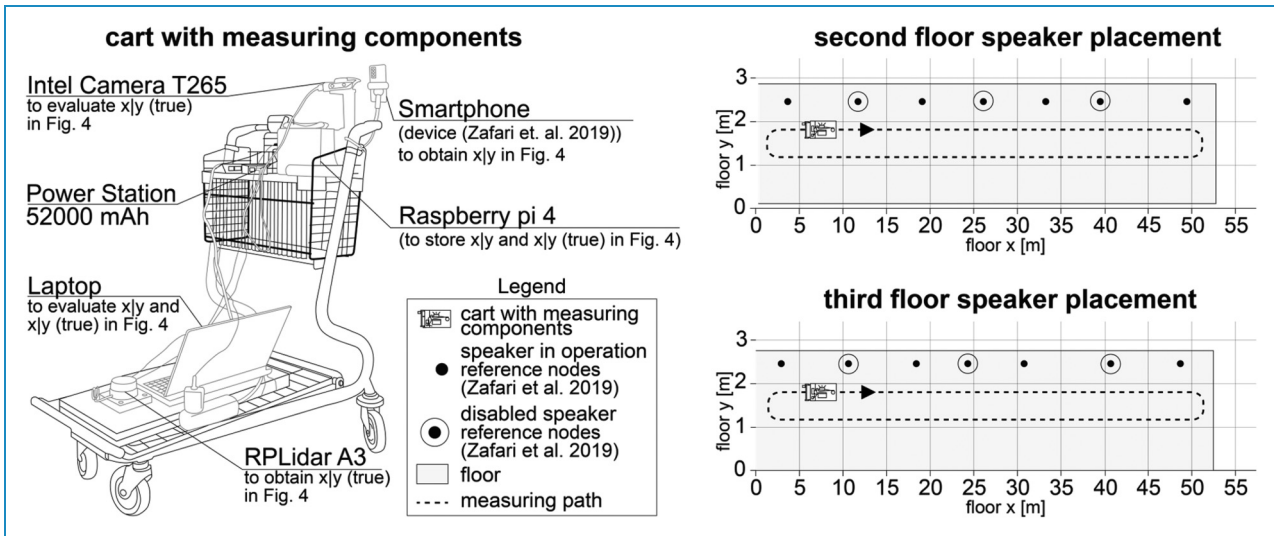 cart with measuring components
Intel Camera T265
to evaluate x|y (true)
in Fig. 4
Smartphone
(device (Zafari et. al. 2019))
to obtain x|y in Fig. 4
Power Station
52000 mAh
Raspberry pi 4
(to store x|y and x|y (true) in Fig. 4)
Laptop
to evaluate x|y and
x|y (true) in Fig. 4
RPLidar A3
to obtain x|y (true)
in Fig. 4
Legend
cart with measuring
components
speaker in operation
reference nodes
(Zafari et al. 2019)
disabled speaker
reference nodes
(Zafari et al. 2019)
floor
measuring path
second floor speaker placement
floor y [m]
3
2
1
0
0 5 10 15 20 25 30 35 40 45 50 55
floor x [m]
third floor speaker placement
floor y [m]
3
2
1
0
0 5 10 15 20 25 30 35 40 45 50 55
floor x [m]